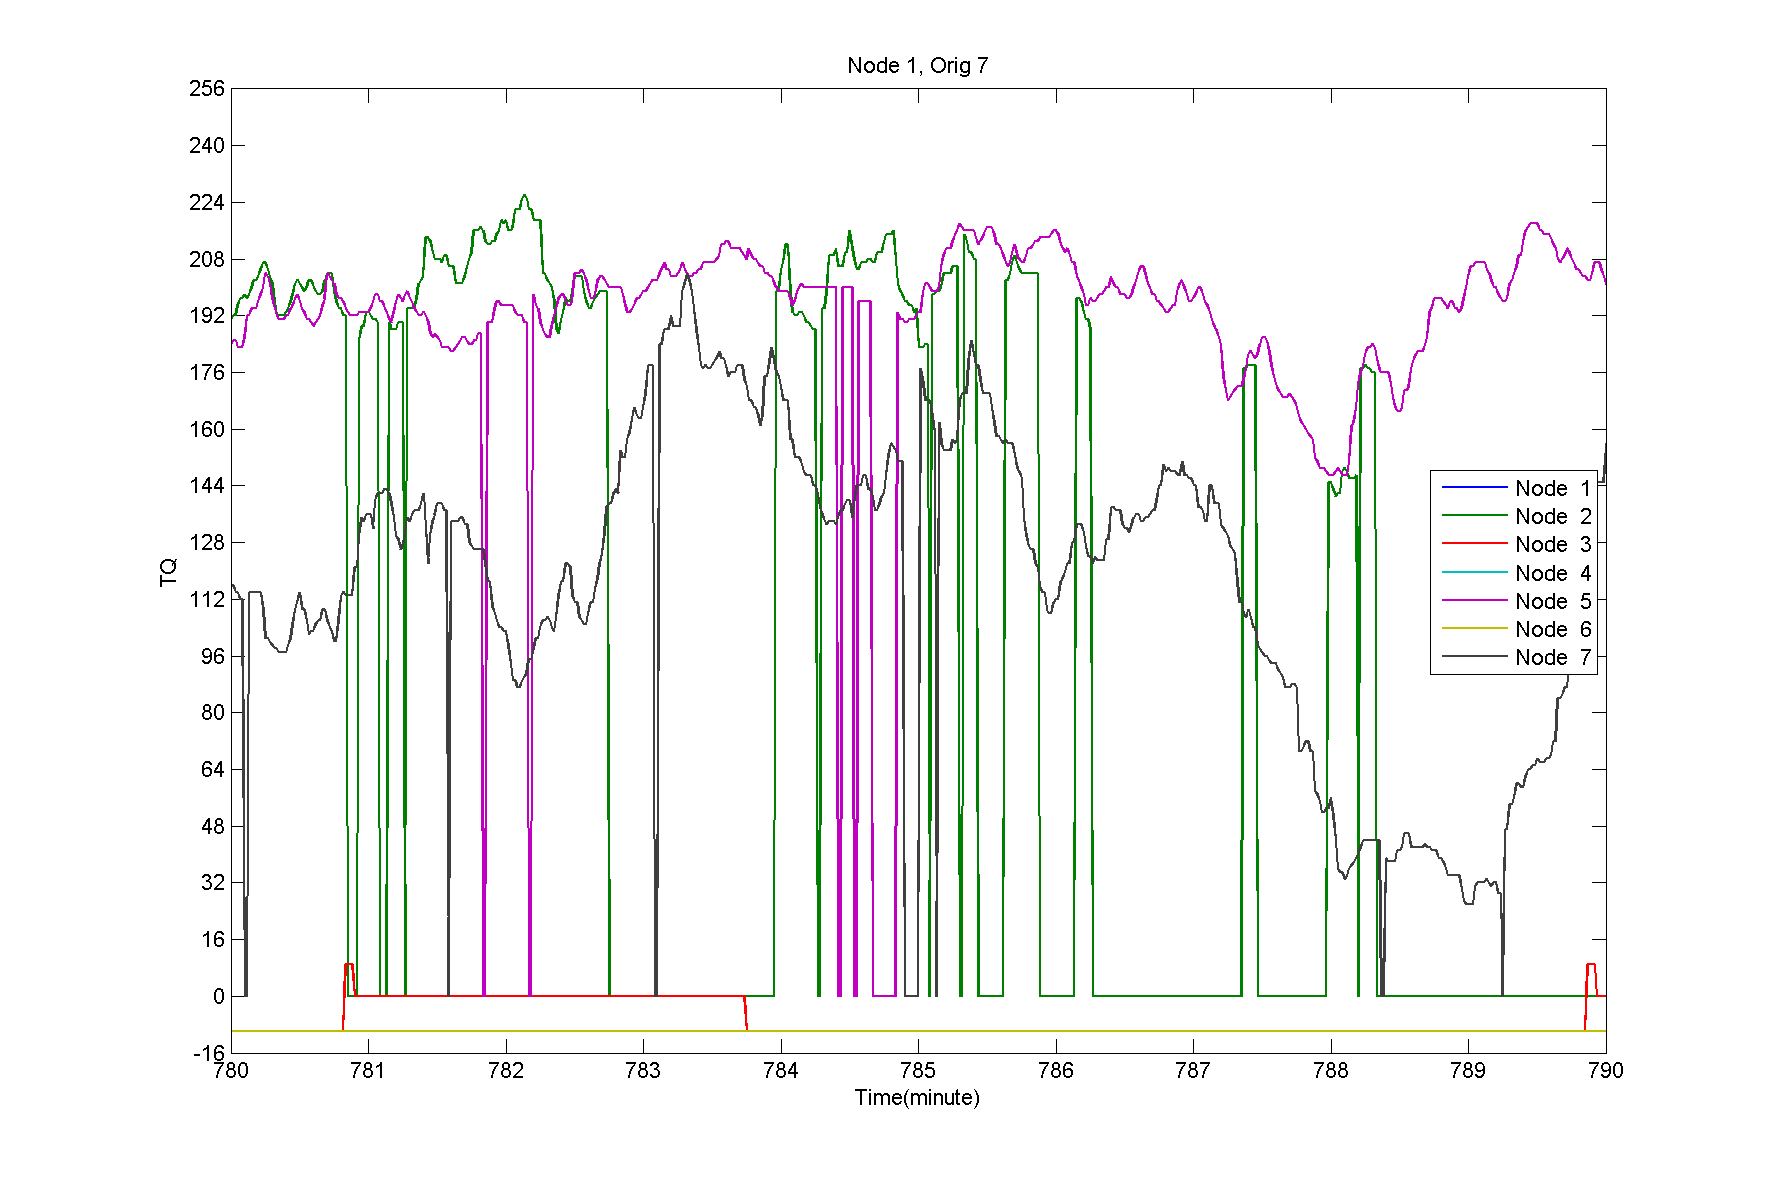 Node 1, Orig 7
256
240
224
208
192
176
160
144
128
112
96
80
64
48
32
16
0
-16
TQ
780 781 782 783 784 785 786 787 788 789 790
Time(minute)
Node 1
Node 2
Node 3
Node 4
Node 5
Node 6
Node 7